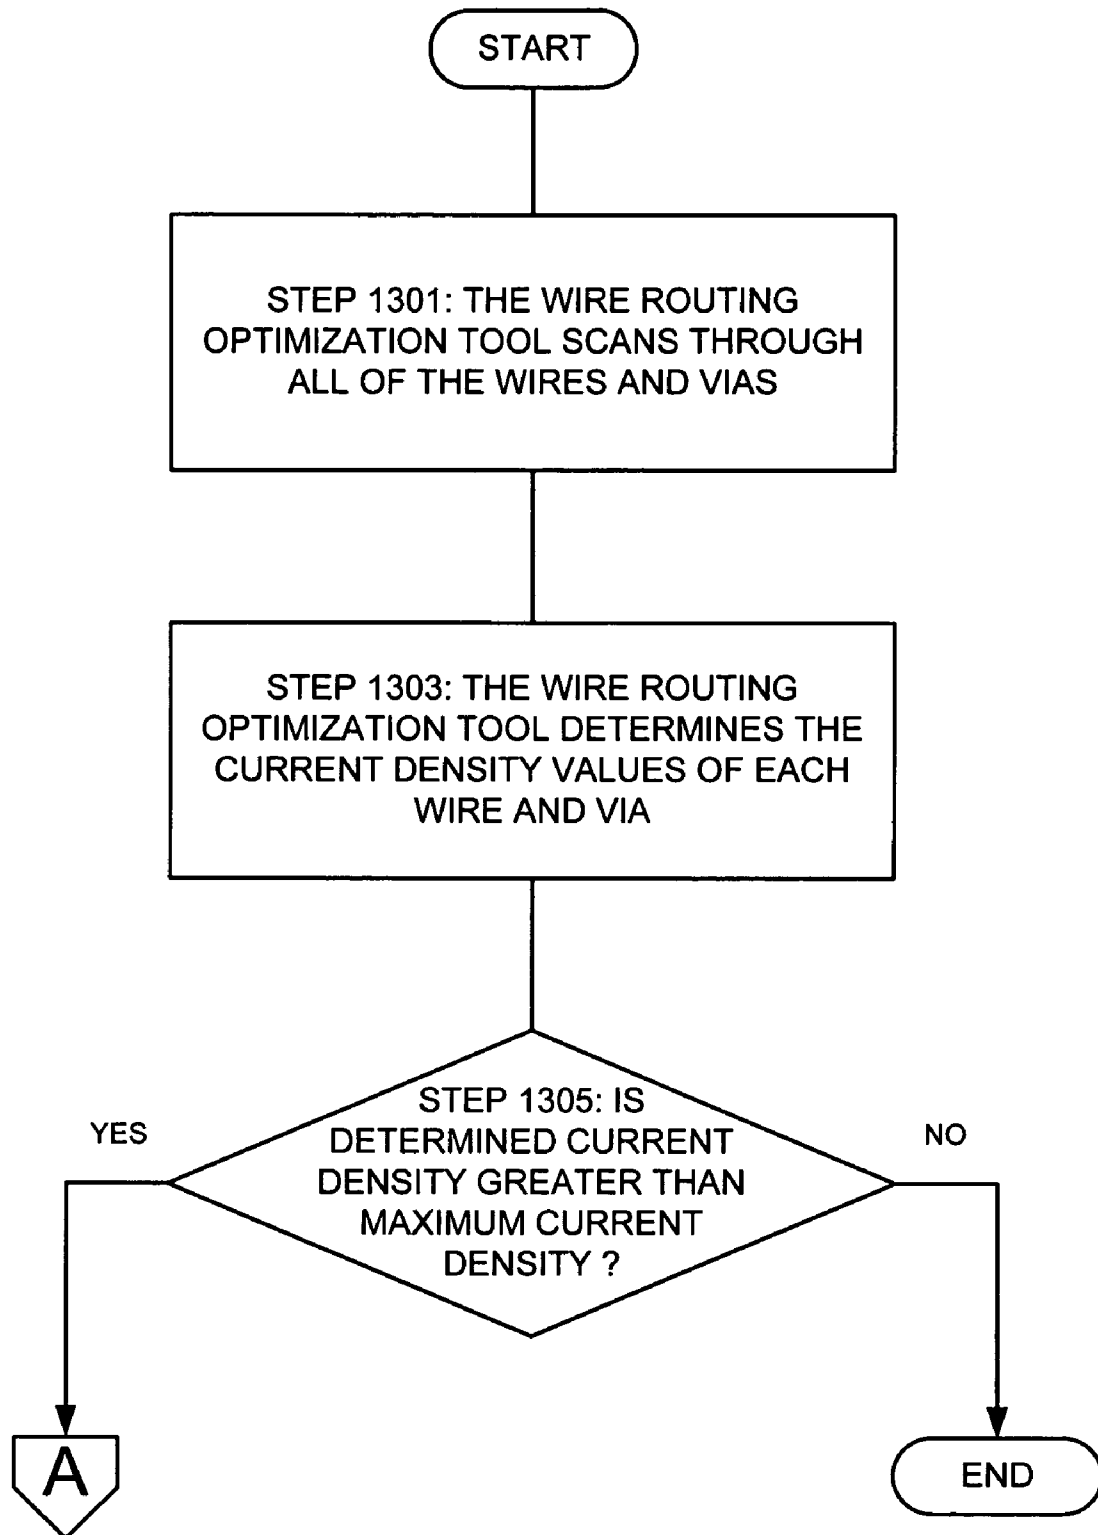 START
STEP 1301: THE WIRE ROUTING
OPTIMIZATION TOOL SCANS THROUGH
ALL OF THE WIRES AND VIAS
STEP 1303: THE WIRE ROUTING
OPTIMIZATION TOOL DETERMINES THE
CURRENT DENSITY VALUES OF EACH
WIRE AND VIA
STEP 1305: IS
DETERMINED CURRENT
DENSITY GREATER THAN
MAXIMUM CURRENT
DENSITY ?
YES
NO
A
END